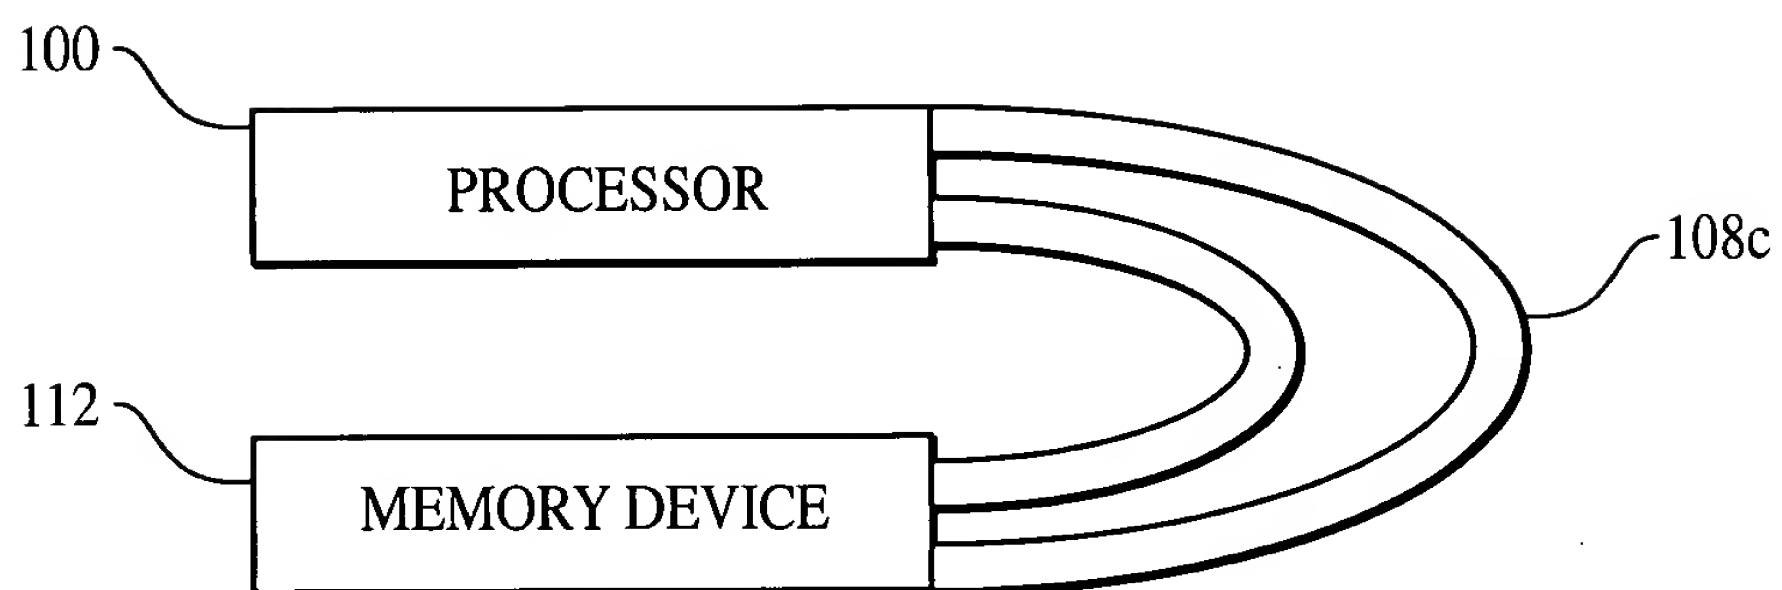 100
PROCESSOR
108c
112
MEMORY DEVICE